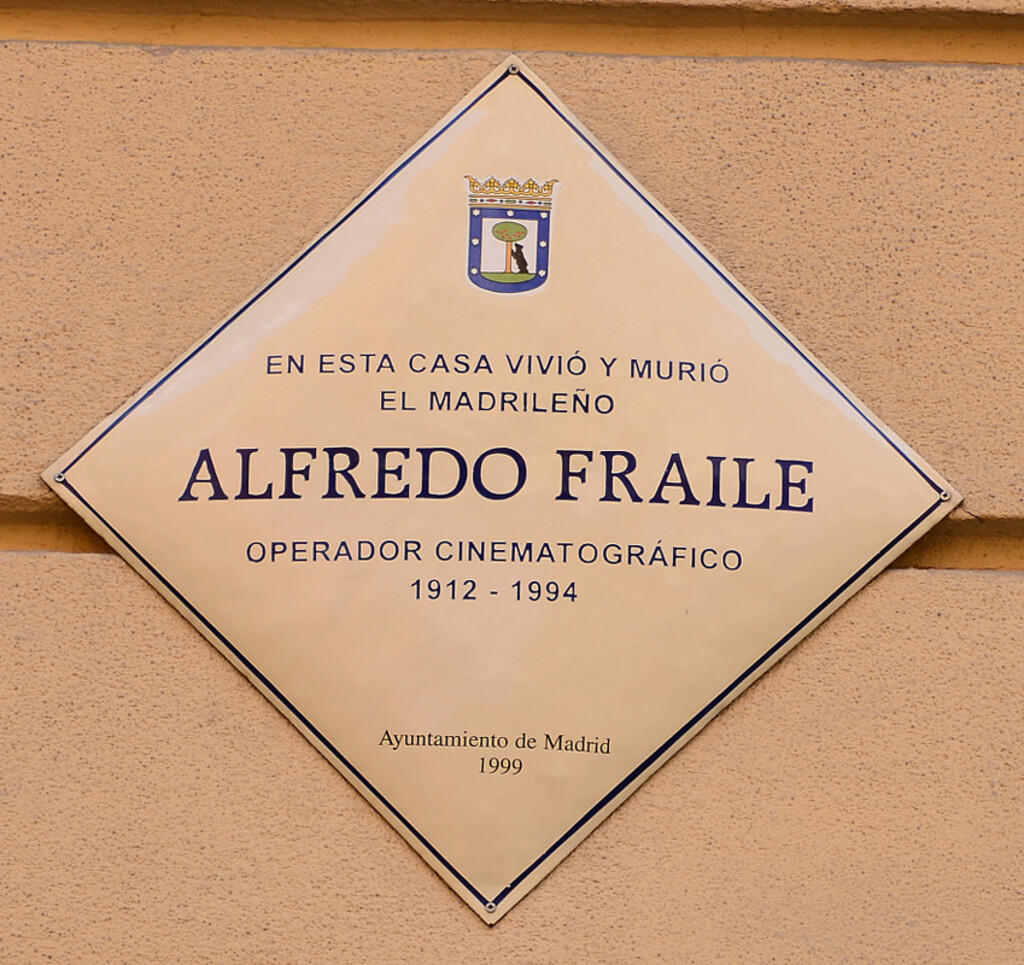 EN ESTA CASA VIVIÓ Y MURIÓ
EL MADRILEÑO
ALFREDO FRAILE
OPERADOR CINEMATOGRÁFICO
1912 - 1994
Ayuntamiento de Madrid
1999